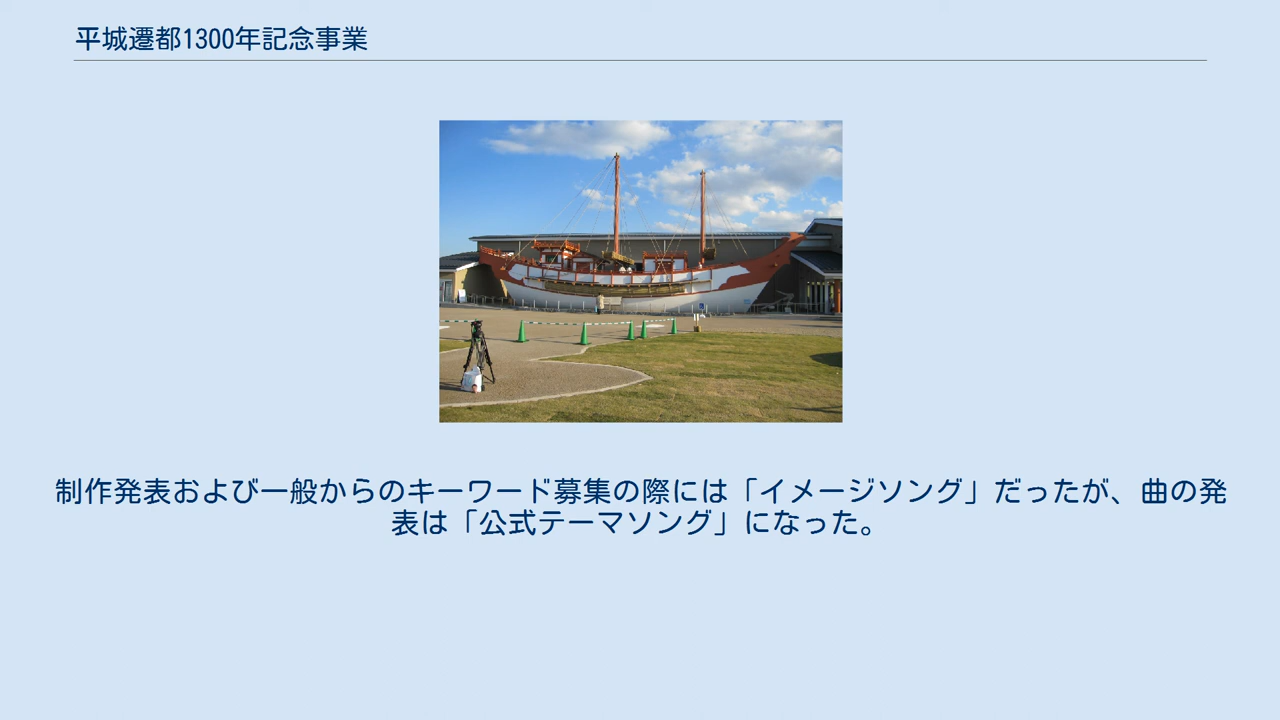 平城遷都1300年記念事業
制作発表および一般からのキーワード募集の際には「イメージソング」だったが、曲の発
表は「公式テーマソング」になった。